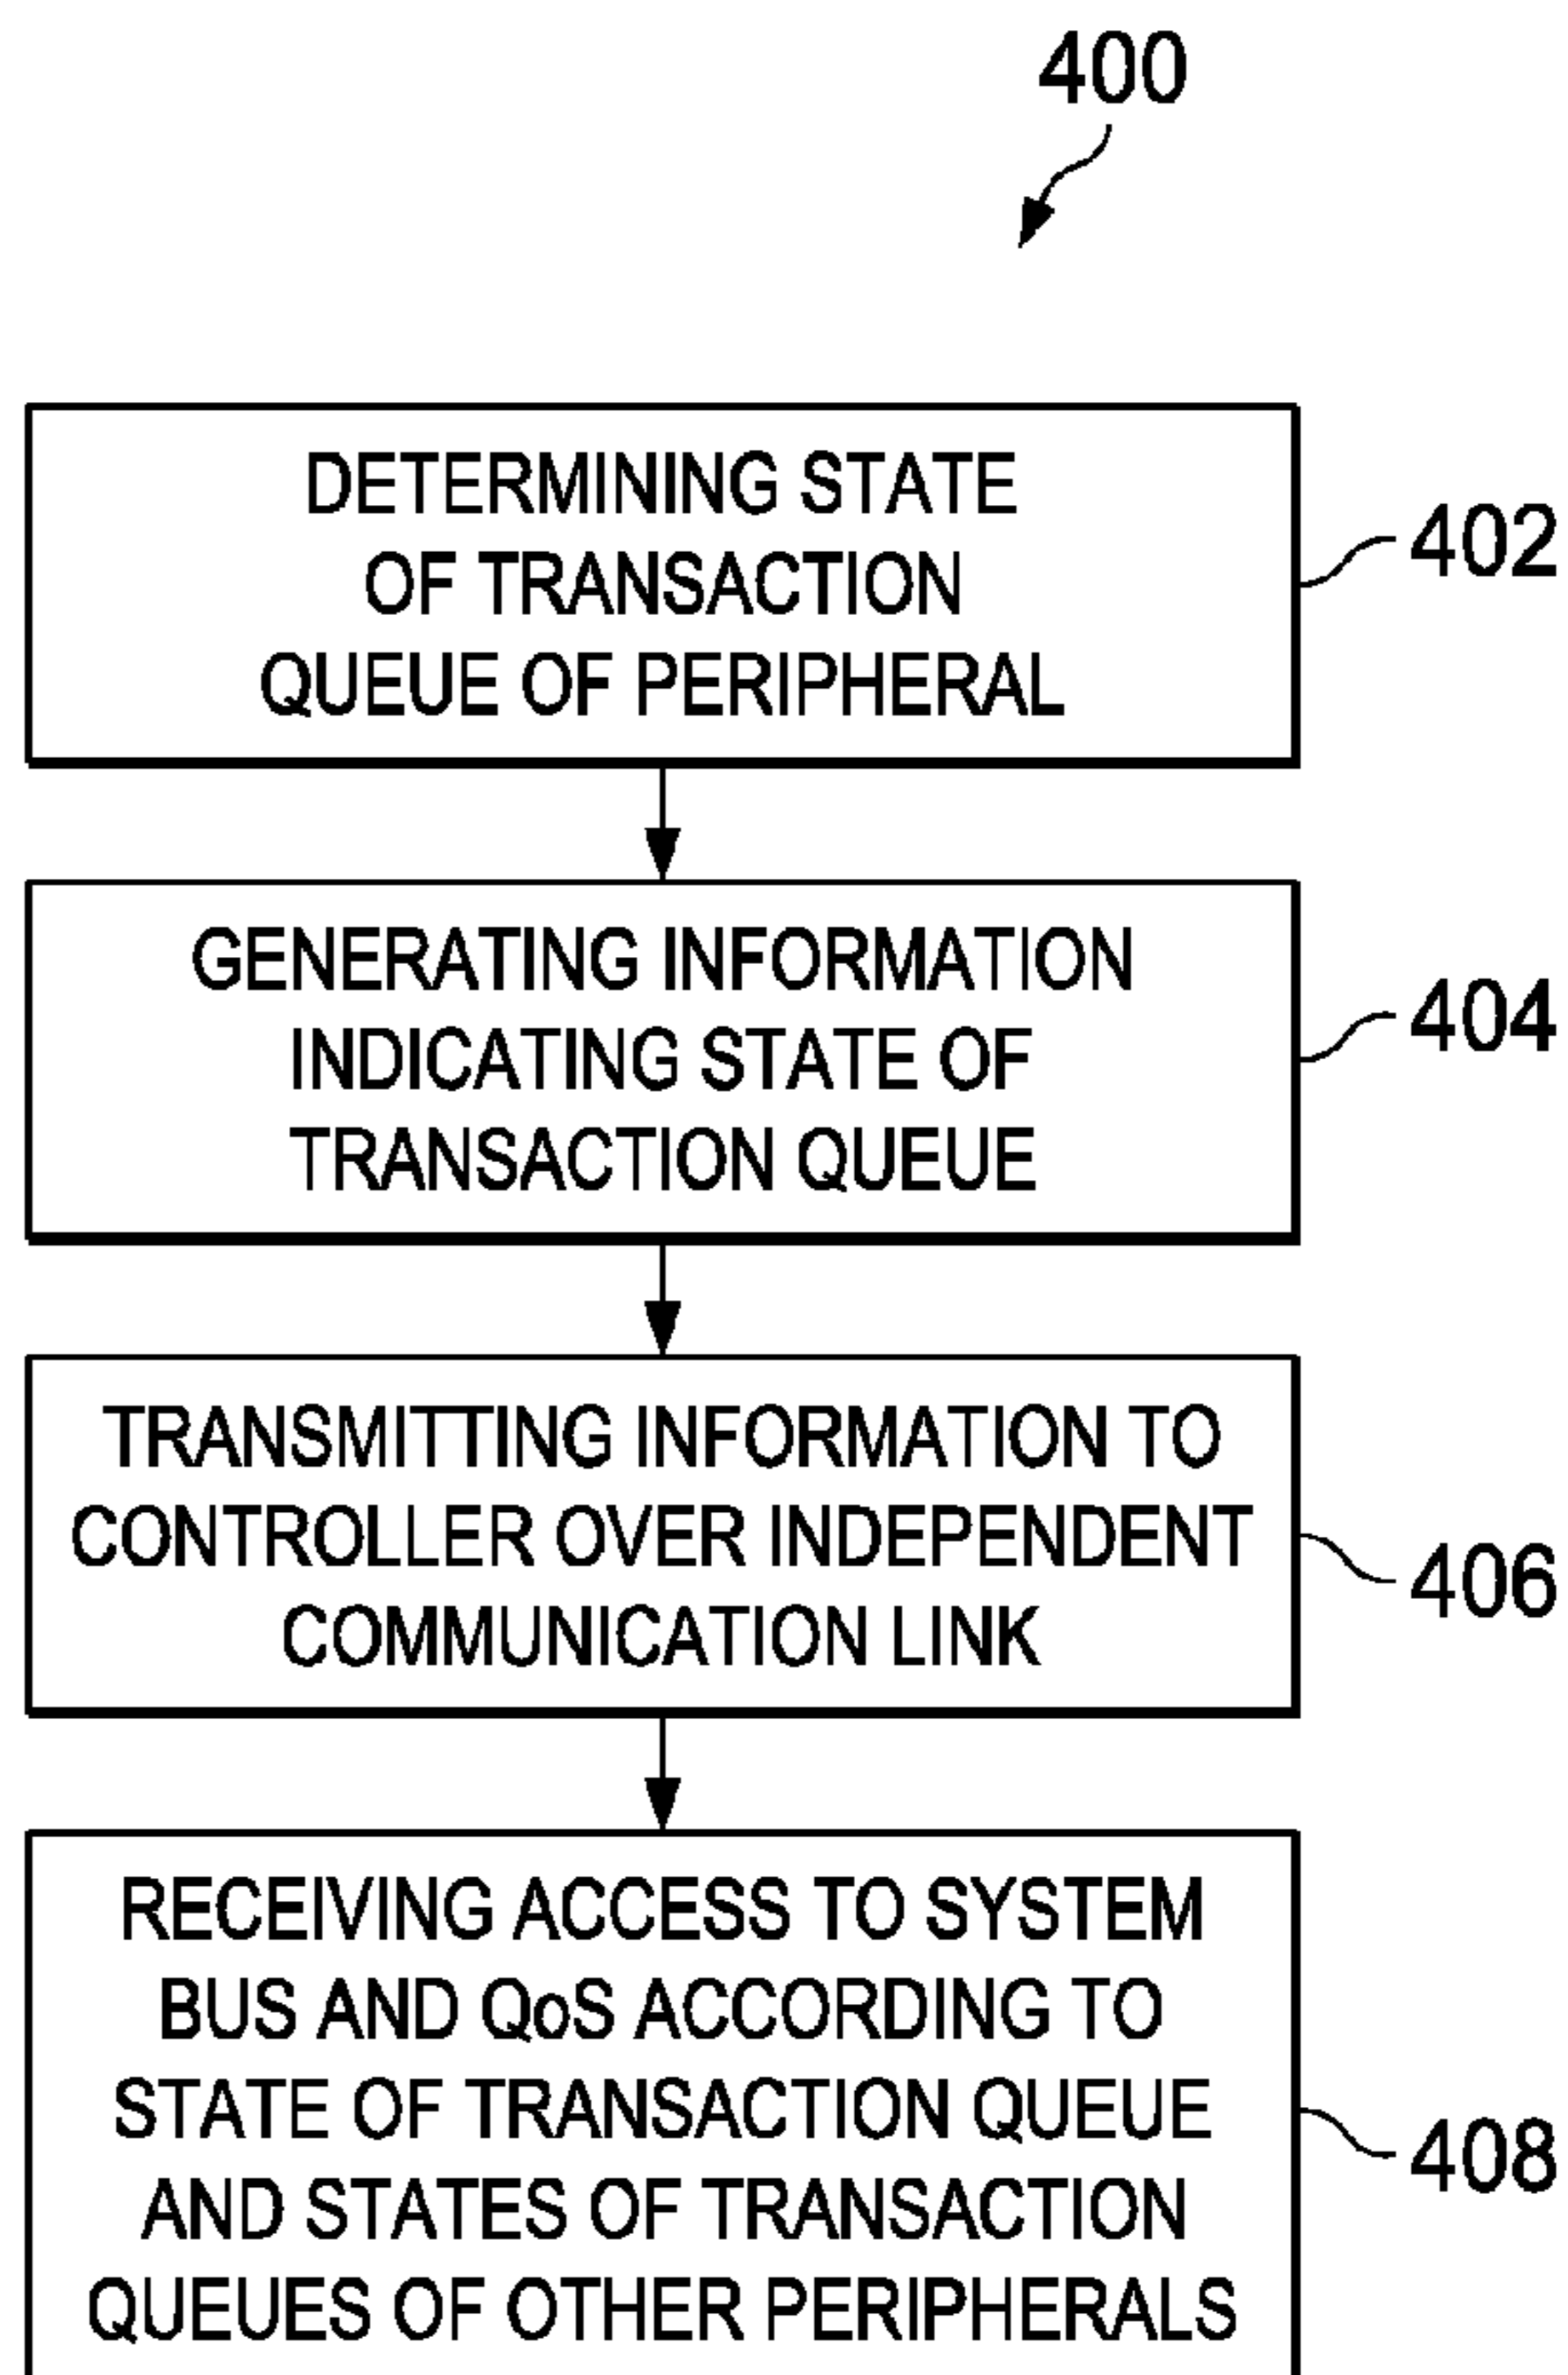 400
DETERMINING STATE
OF TRANSACTION
QUEUE OF PERIPHERAL
402
GENERATING INFORMATION
INDICATING STATE OF
TRANSACTION QUEUE
404
TRANSMITTING INFORMATION TO
CONTROLLER OVER INDEPENDENT
COMMUNICATION LINK
406
RECEIVING ACCESS TO SYSTEM
BUS AND QoS ACCORDING TO
STATE OF TRANSACTION QUEUE
AND STATES OF TRANSACTION
QUEUES OF OTHER PERIPHERALS
408